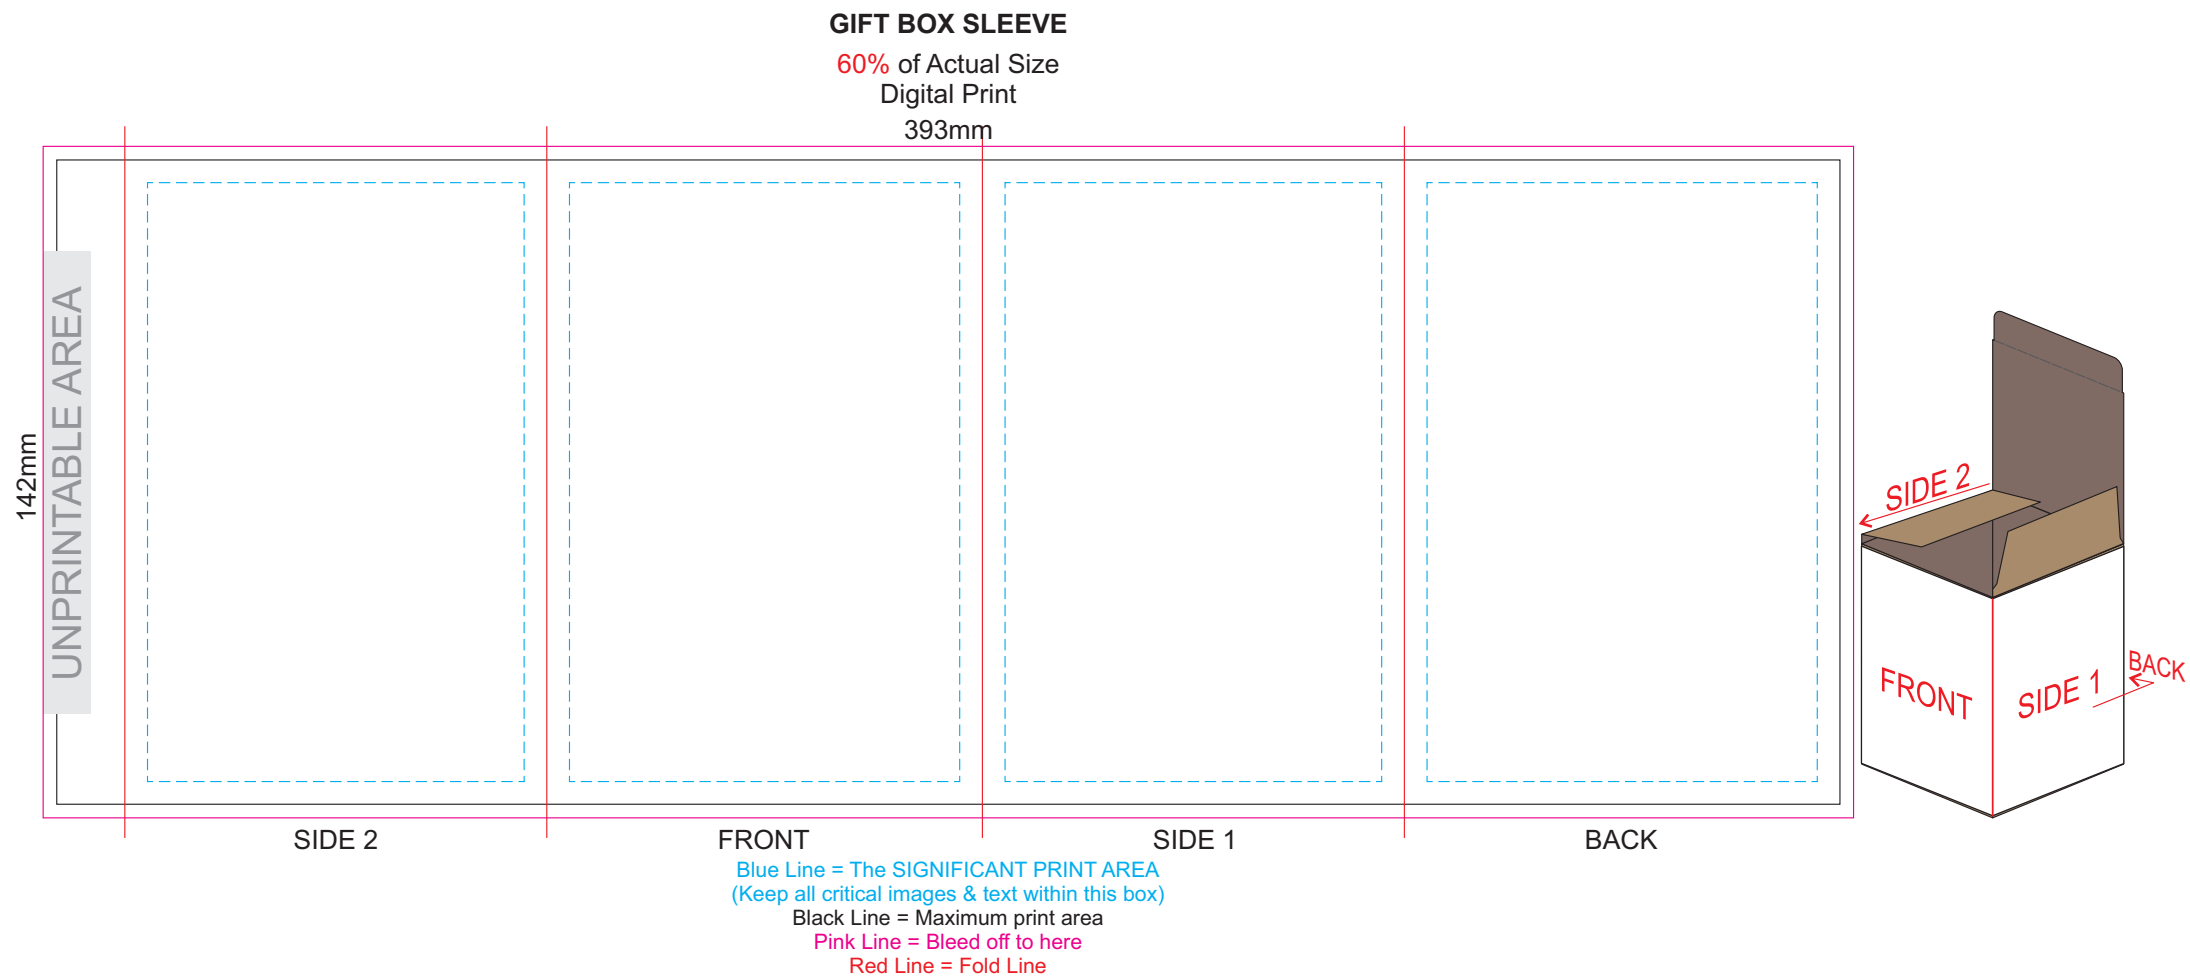 GIFT BOX SLEEVE
60% of Actual Size
Digital Print
393mm
142mm
UNPRINTABLE AREA
SIDE 2
FRONT
SIDE 1
BACK
SIDE 2
FRONT
SIDE 1
BACK
Blue Line = The SIGNIFICANT PRINT AREA
(Keep all critical images & text within this box)
Black Line = Maximum print area
Pink Line = Bleed off to here
Red Line = Fold Line